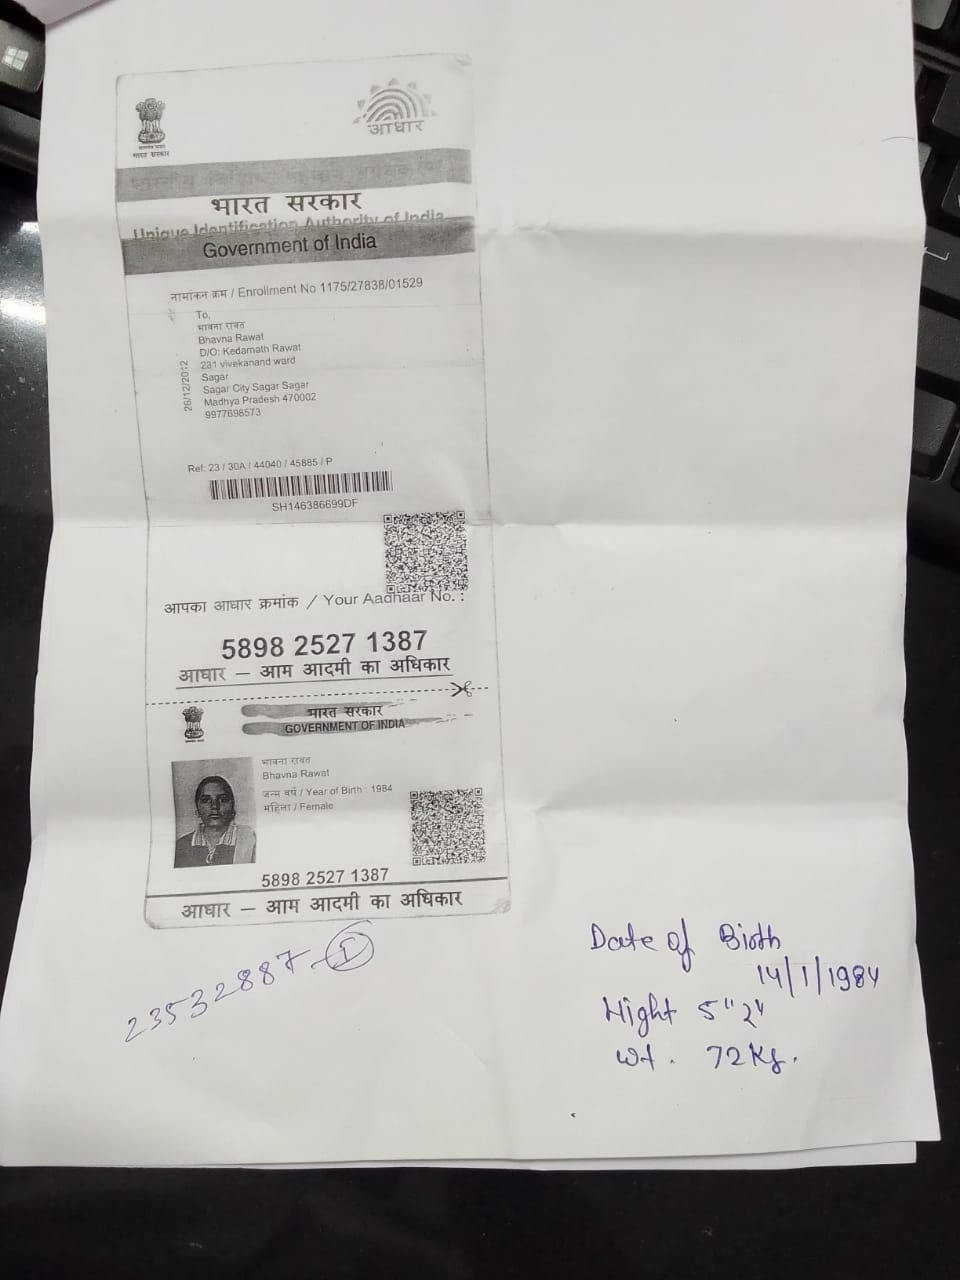 भारत सरकार
आधार
भारत सरकार
Unique Identification Authority of India
Government of India
नामांकन क्रम / Enrollment No 1175/27838/01529
To,
भावना रावत
Bhavna Rawat
D/O: Kedarnath Rawat
231 vivekanand ward
Sagar
Sagar City Sagar Sagar
Madhya Pradesh 470002
9977698573
26/12/2012
Ref: 23 / 30A / 44040 / 45885 / P
SH146386699DF
आपका आधार क्रमांक / Your Aadhaar No. :
5898 2527 1387
आधार — आम आदमी का अधिकार
भारत सरकार
GOVERNMENT OF INDIA
भावना रावत
Bhavna Rawat
जन्म वर्ष / Year of Birth : 1984
महिला / Female
5898 2527 1387
आधार — आम आदमी का अधिकार
23532887-
Date of Birth
14/1/1984
Hight 5"2"
wt. 72 Kg.